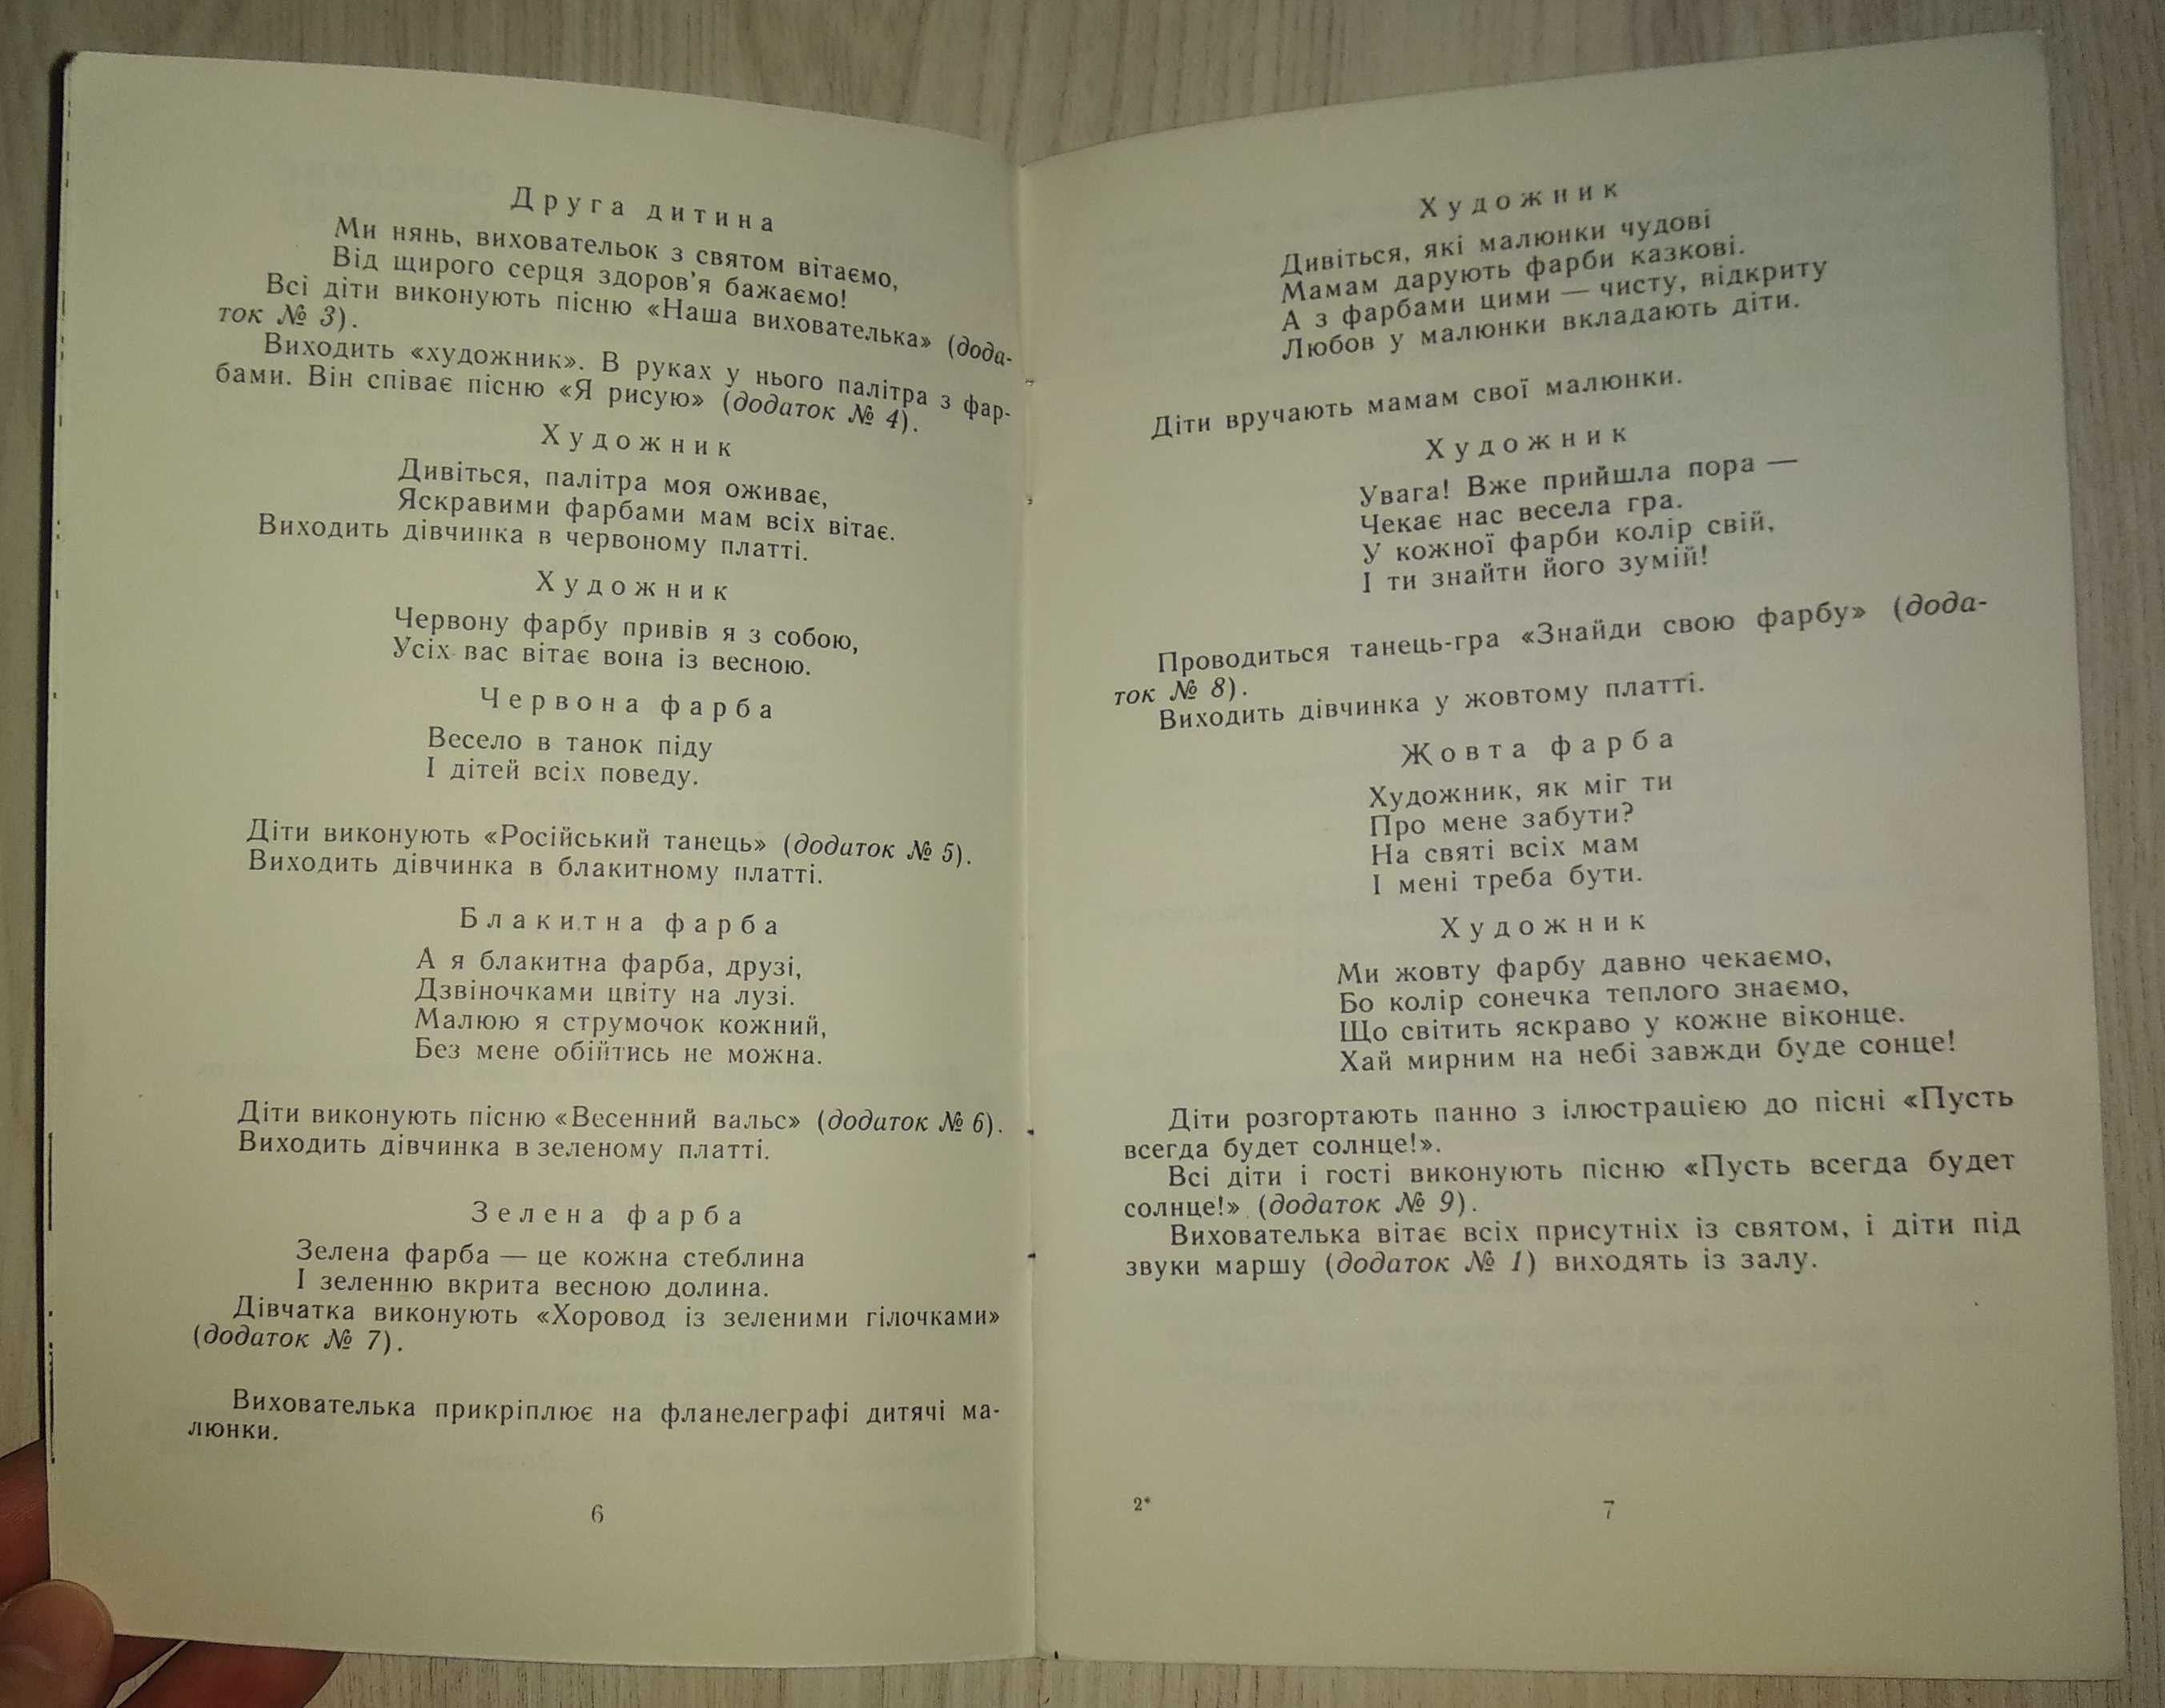 Друга дитина
Ми нянь, виховательок з святом вітаємо,
Від щирого серця здоров'я бажаємо!
Всі діти виконують пісню «Наша вихователька» (дода-
ток № 3).
Виходить «художник». В руках у нього палітра з фар-
бами. Він співає пісню «Я рисую» (додаток № 4).
Художник
Дивіться, палітра моя оживає,
Яскравими фарбами мам всіх вітає.
Виходить дівчинка в червоному платті.
Художник
Червону фарбу привів я з собою,
Усіх вас вітає вона із весною.
Червона фарба
Весело в танок піду
І дітей всіх поведу.
Діти виконують «Російський танець» (додаток № 5).
Виходить дівчинка в блакитному платті.
Блакитна фарба
А я блакитна фарба, друзі,
Дзвіночками цвіту на лузі.
Малюю я струмочок кожний,
Без мене обійтись не можна.
Діти виконують пісню «Весенний вальс» (додаток № 6).
Виходить дівчинка в зеленому платті.
Зелена фарба
Зелена фарба — це кожна стеблина
І зеленню вкрита весною долина.
Дівчатка виконують «Хоровод із зеленими гілочками»
(додаток № 7).
Вихователька прикріплює на фланелеграфі дитячі ма-
люнки.
6
Художник
Дивіться, які малюнки чудові
Мамам дарують фарби казкові.
А з фарбами цими — чисту, відкриту
Любов у малюнки вкладають діти.
Діти вручають мамам свої малюнки.
Художник
Увага! Вже прийшла пора —
Чекає нас весела гра.
У кожної фарби колір свій,
І ти знайти його зумій!
Проводиться танець-гра «Знайди свою фарбу» (дода-
ток № 8).
Виходить дівчинка у жовтому платті.
Жовта фарба
Художник, як міг ти
Про мене забути?
На святі всіх мам
І мені треба бути.
Художник
Ми жовту фарбу давно чекаємо,
Бо колір сонечка теплого знаємо,
Що світить яскраво у кожне віконце.
Хай мирним на небі завжди буде сонце!
Діти розгортають панно з ілюстрацією до пісні «Пусть
всегда будет солнце!».
Всі діти і гості виконують пісню «Пусть всегда будет
солнце!» (додаток № 9).
Вихователька вітає всіх присутніх із святом, і діти під
звуки маршу (додаток № 1) виходять із залу.
2*
7